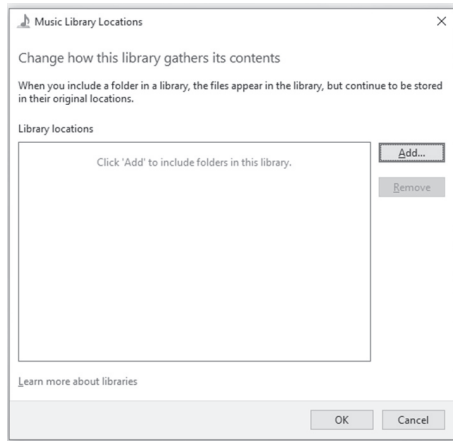 Music Library Locations
Change how this library gathers its contents
When you include a folder in a library, the files appear in the library, but continue to be stored
in their original locations.
Library locations
Click 'Add' to include folders in this library.
Add...
Remove
Learn more about libraries
OK
Cancel